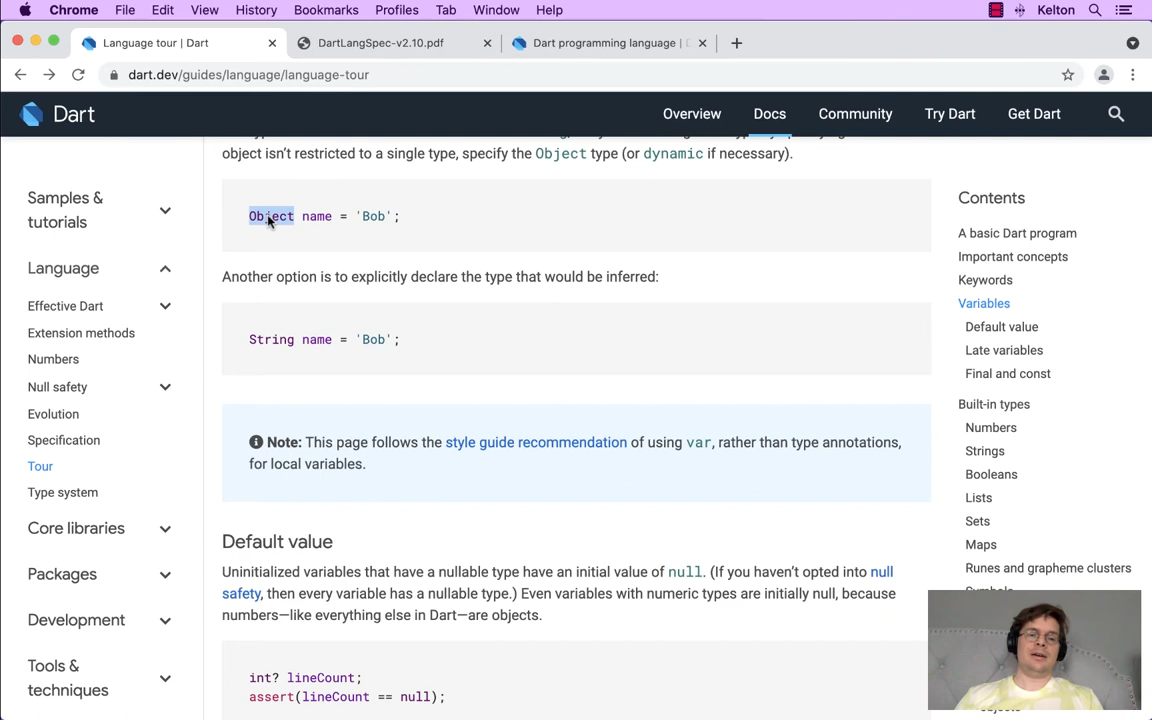 Chrome File Edit View History Bookmarks Profiles Tab Window Help Kelton
Language tour | Dart
DartLangSpec-v2.10.pdf
Dart programming language |
dart.dev/guides/language/language-tour
Dart
Overview Docs Community Try Dart Get Dart
Samples &
tutorials
Language
Effective Dart
Extension methods
Numbers
Null safety
Evolution
Specification
Tour
Type system
Core libraries
Packages
Development
Tools &
techniques
object isn't restricted to a single type, specify the Object type (or dynamic if necessary).
Object name = 'Bob';
Another option is to explicitly declare the type that would be inferred:
String name = 'Bob';
Note: This page follows the style guide recommendation of using var, rather than type annotations,
for local variables.
Default value
Uninitialized variables that have a nullable type have an initial value of null. (If you haven't opted into null
safety, then every variable has a nullable type.) Even variables with numeric types are initially null, because
numbers—like everything else in Dart—are objects.
int? lineCount;
assert(lineCount == null);
Contents
A basic Dart program
Important concepts
Keywords
Variables
Default value
Late variables
Final and const
Built-in types
Numbers
Strings
Booleans
Lists
Sets
Maps
Runes and grapheme clusters